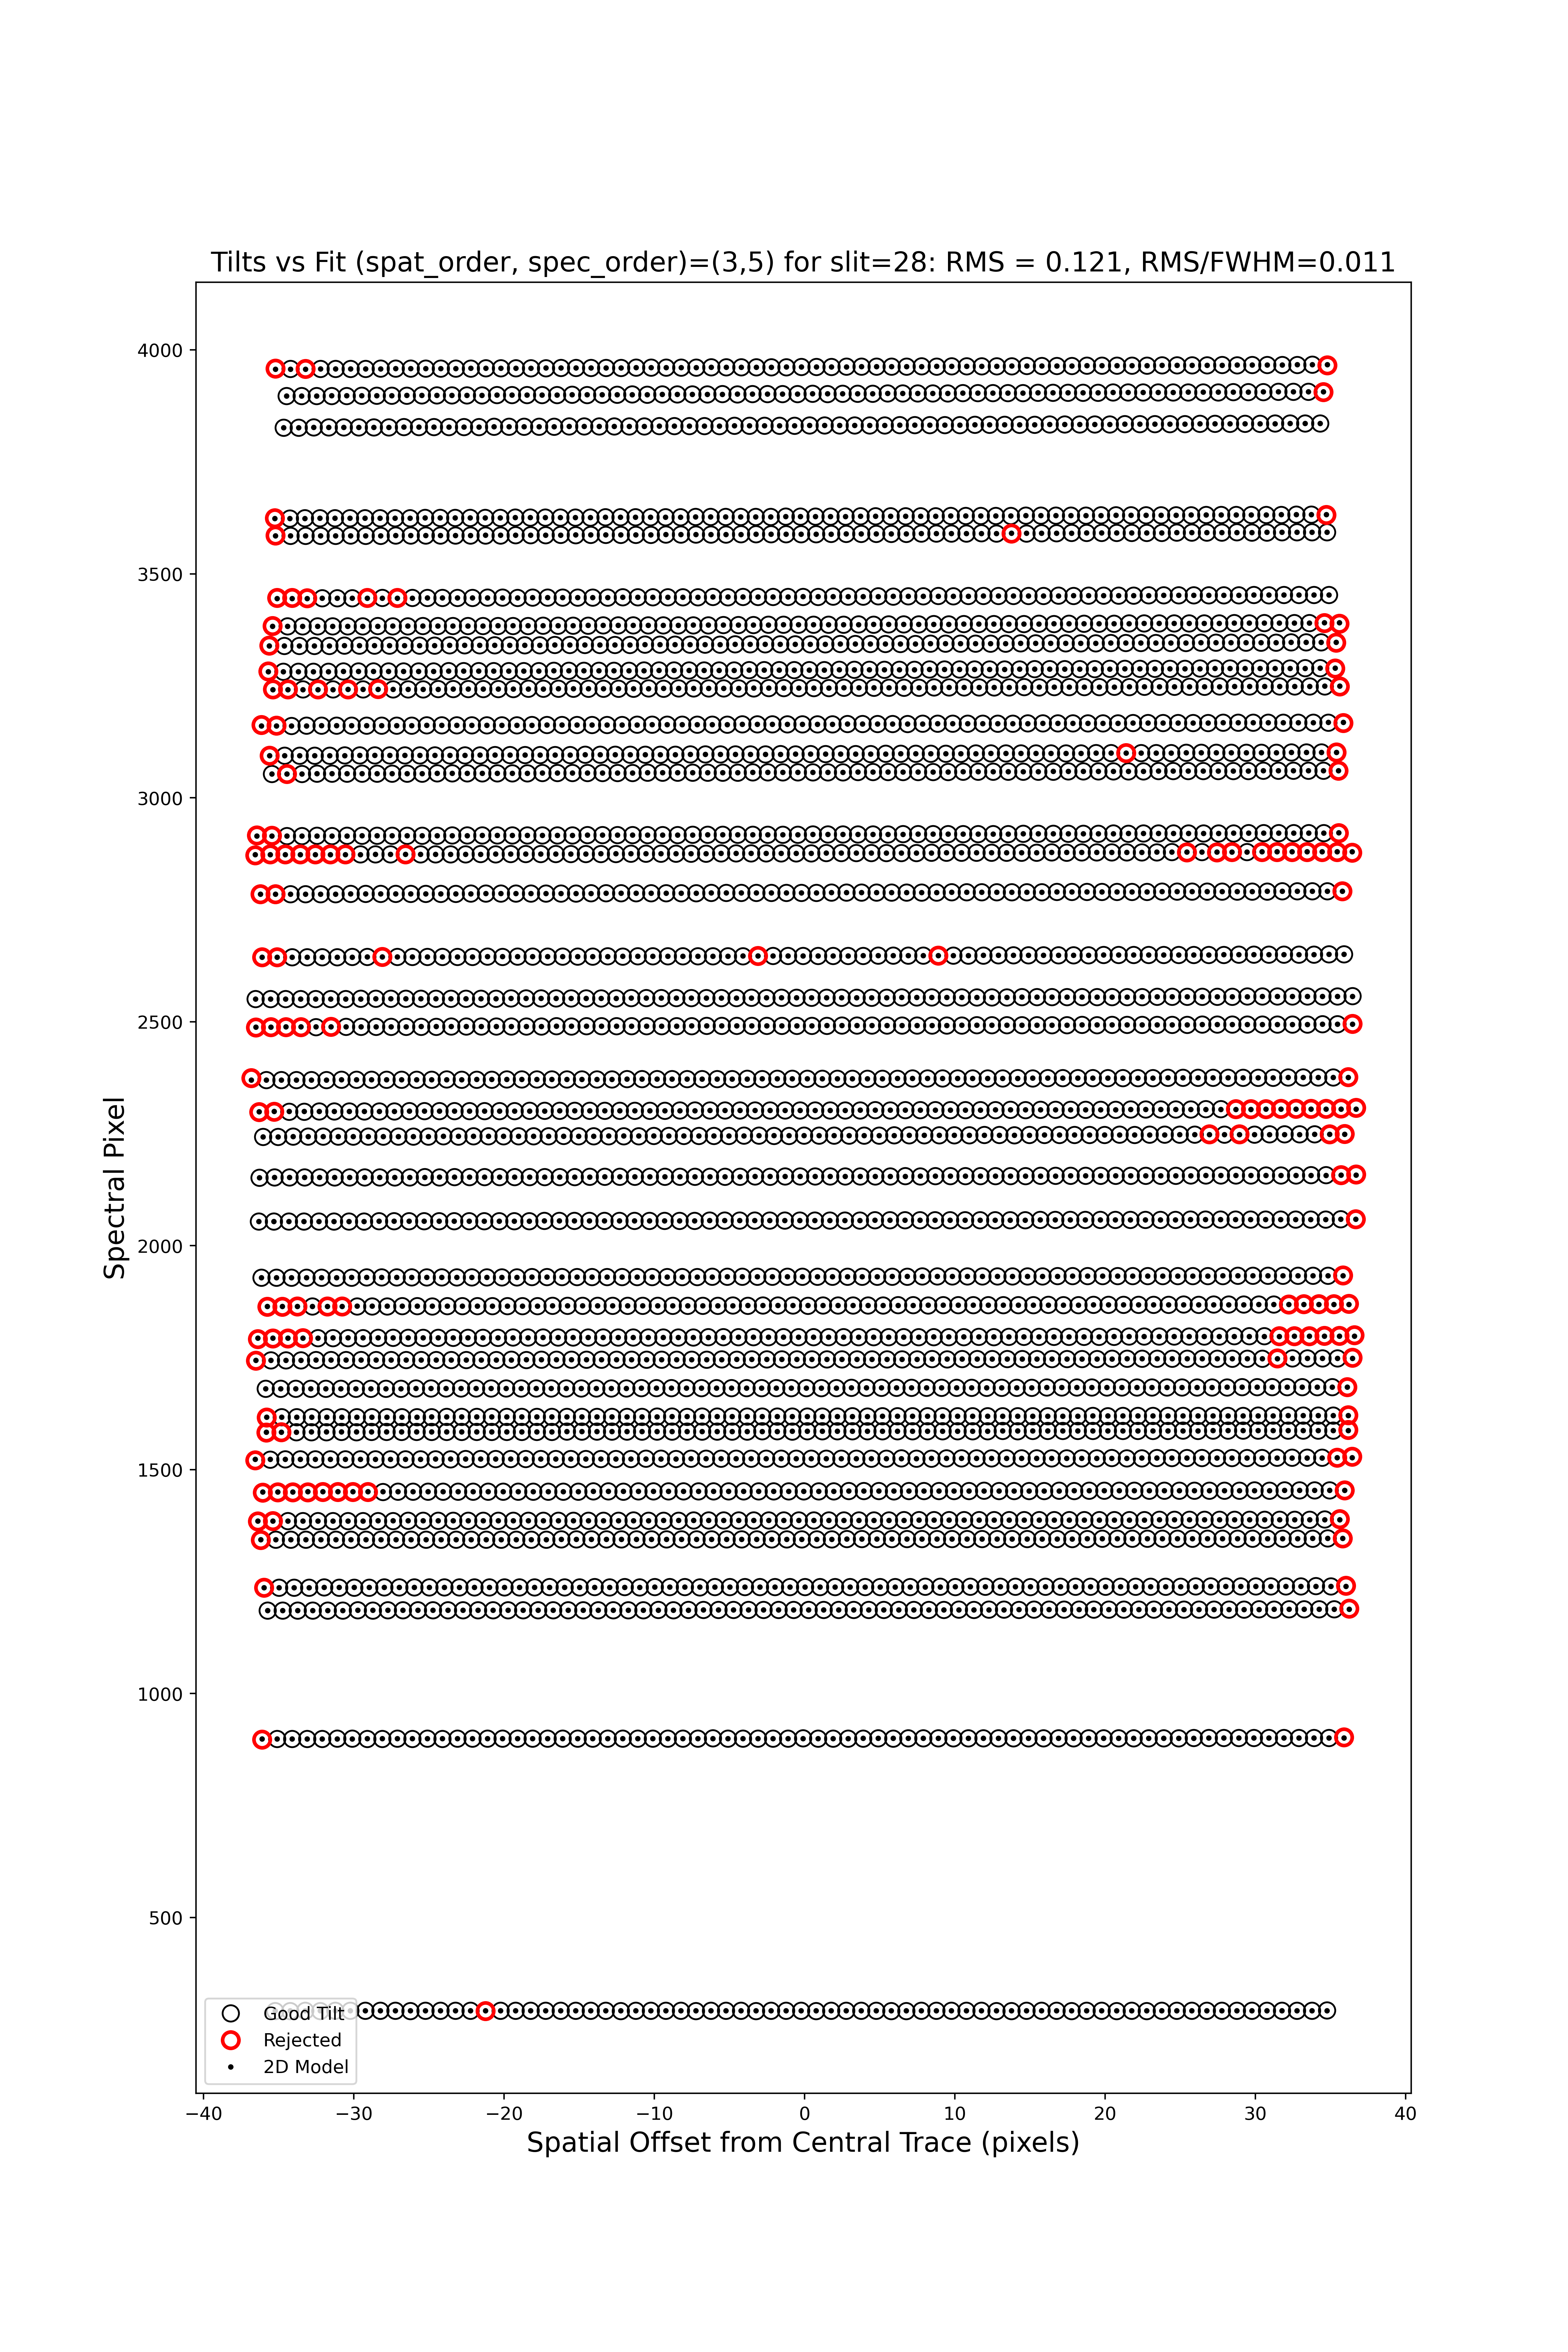 Tilts vs Fit (spat_order, spec_order)=(3,5) for slit=28: RMS = 0.121, RMS/FWHM=0.011
4000
3500
3000
2500
2000
1500
1000
500
Spectral Pixel
Good Tilt
Rejected
2D Model
−40 −30 −20 −10 0 10 20 30 40
Spatial Offset from Central Trace (pixels)